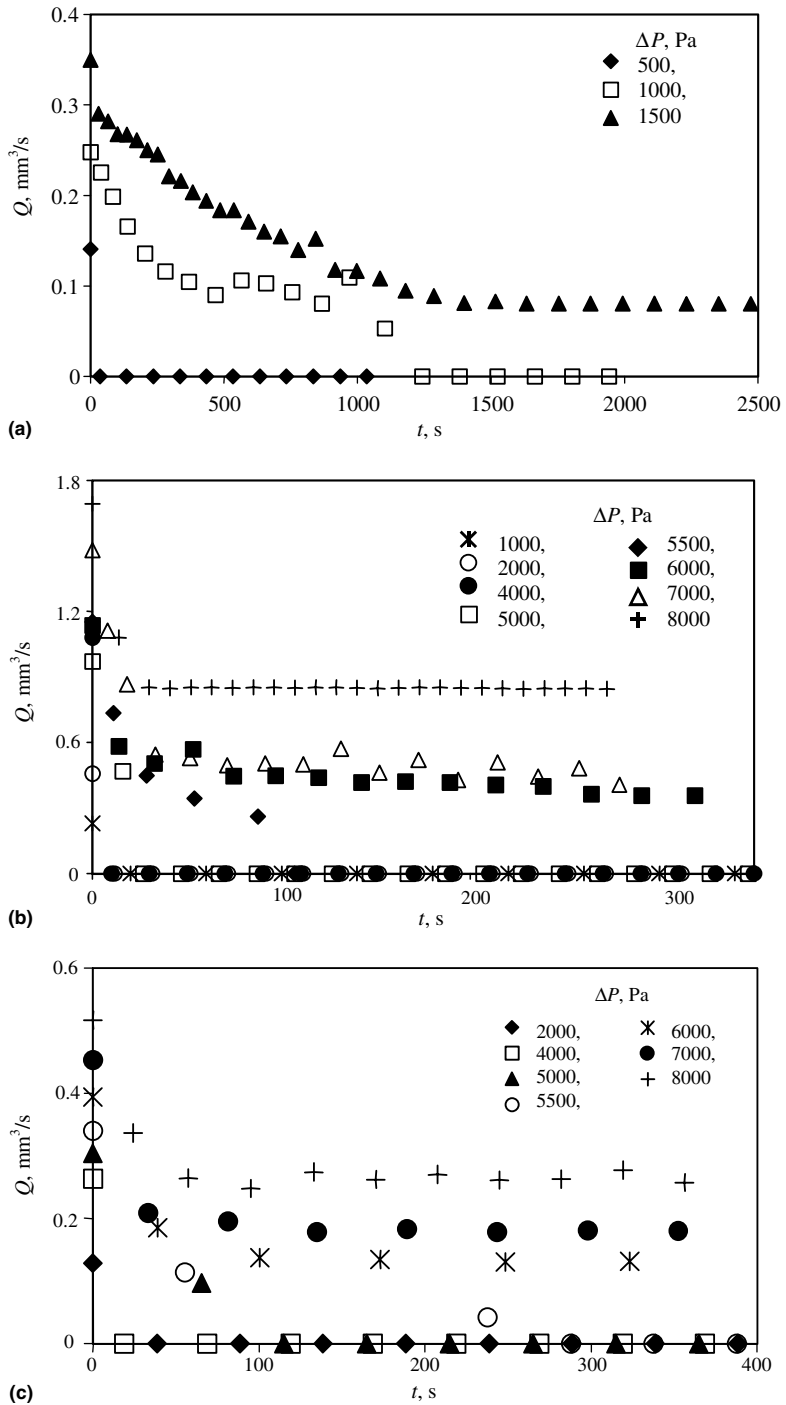 0.4
0.3
0.2
0.1
0
Q, mm³/s
ΔP, Pa
500,
1000,
1500
0 500 1000 1500 2000 2500
t, s
(a)
1.8
1.2
0.6
0
Q, mm³/s
ΔP, Pa
1000, 5500,
2000, 6000,
4000, 7000,
5000, 8000
0 100 200 300
t, s
(b)
0.6
0.4
0.2
0
Q, mm³/s
ΔP, Pa
2000, 6000,
4000, 7000,
5000, 8000
5500,
0 100 200 300 400
t, s
(c)